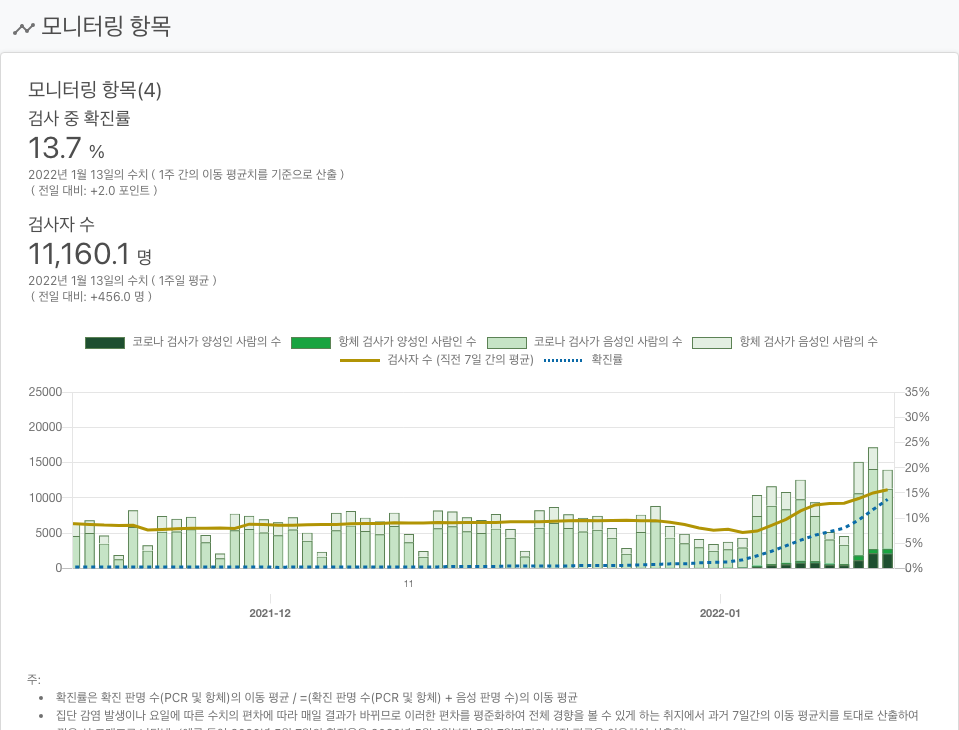 모니터링 항목
모니터링 항목(4)
검사 중 확진률
13.7 %
2022년 1월 13일의 수치 ( 1주 간의 이동 평균치를 기준으로 산출 )
( 전일 대비: +2.0 포인트 )
검사자 수
11,160.1 명
2022년 1월 13일의 수치 ( 1주일 평균 )
( 전일 대비: +456.0 명 )
코로나 검사가 양성인 사람의 수 항체 검사가 양성인 사람인 수 코로나 검사가 음성인 사람의 수 항체 검사가 음성인 사람의 수
검사자 수 (직전 7일 간의 평균) 확진률
25000 35%
30%
20000
25%
15000
20%
15%
10000
10%
5000
5%
0 0%
11
2021-12 2022-01
주:
확진률은 확진 판명 수(PCR 및 항체)의 이동 평균 / =(확진 판명 수(PCR 및 항체) + 음성 판명 수)의 이동 평균
집단 감염 발생이나 요일에 따른 수치의 편차에 따라 매일 결과가 바뀌므로 이러한 편차를 평준화하여 전체 경향을 볼 수 있게 하는 취지에서 과거 7일간의 이동 평균치를 토대로 산출하여